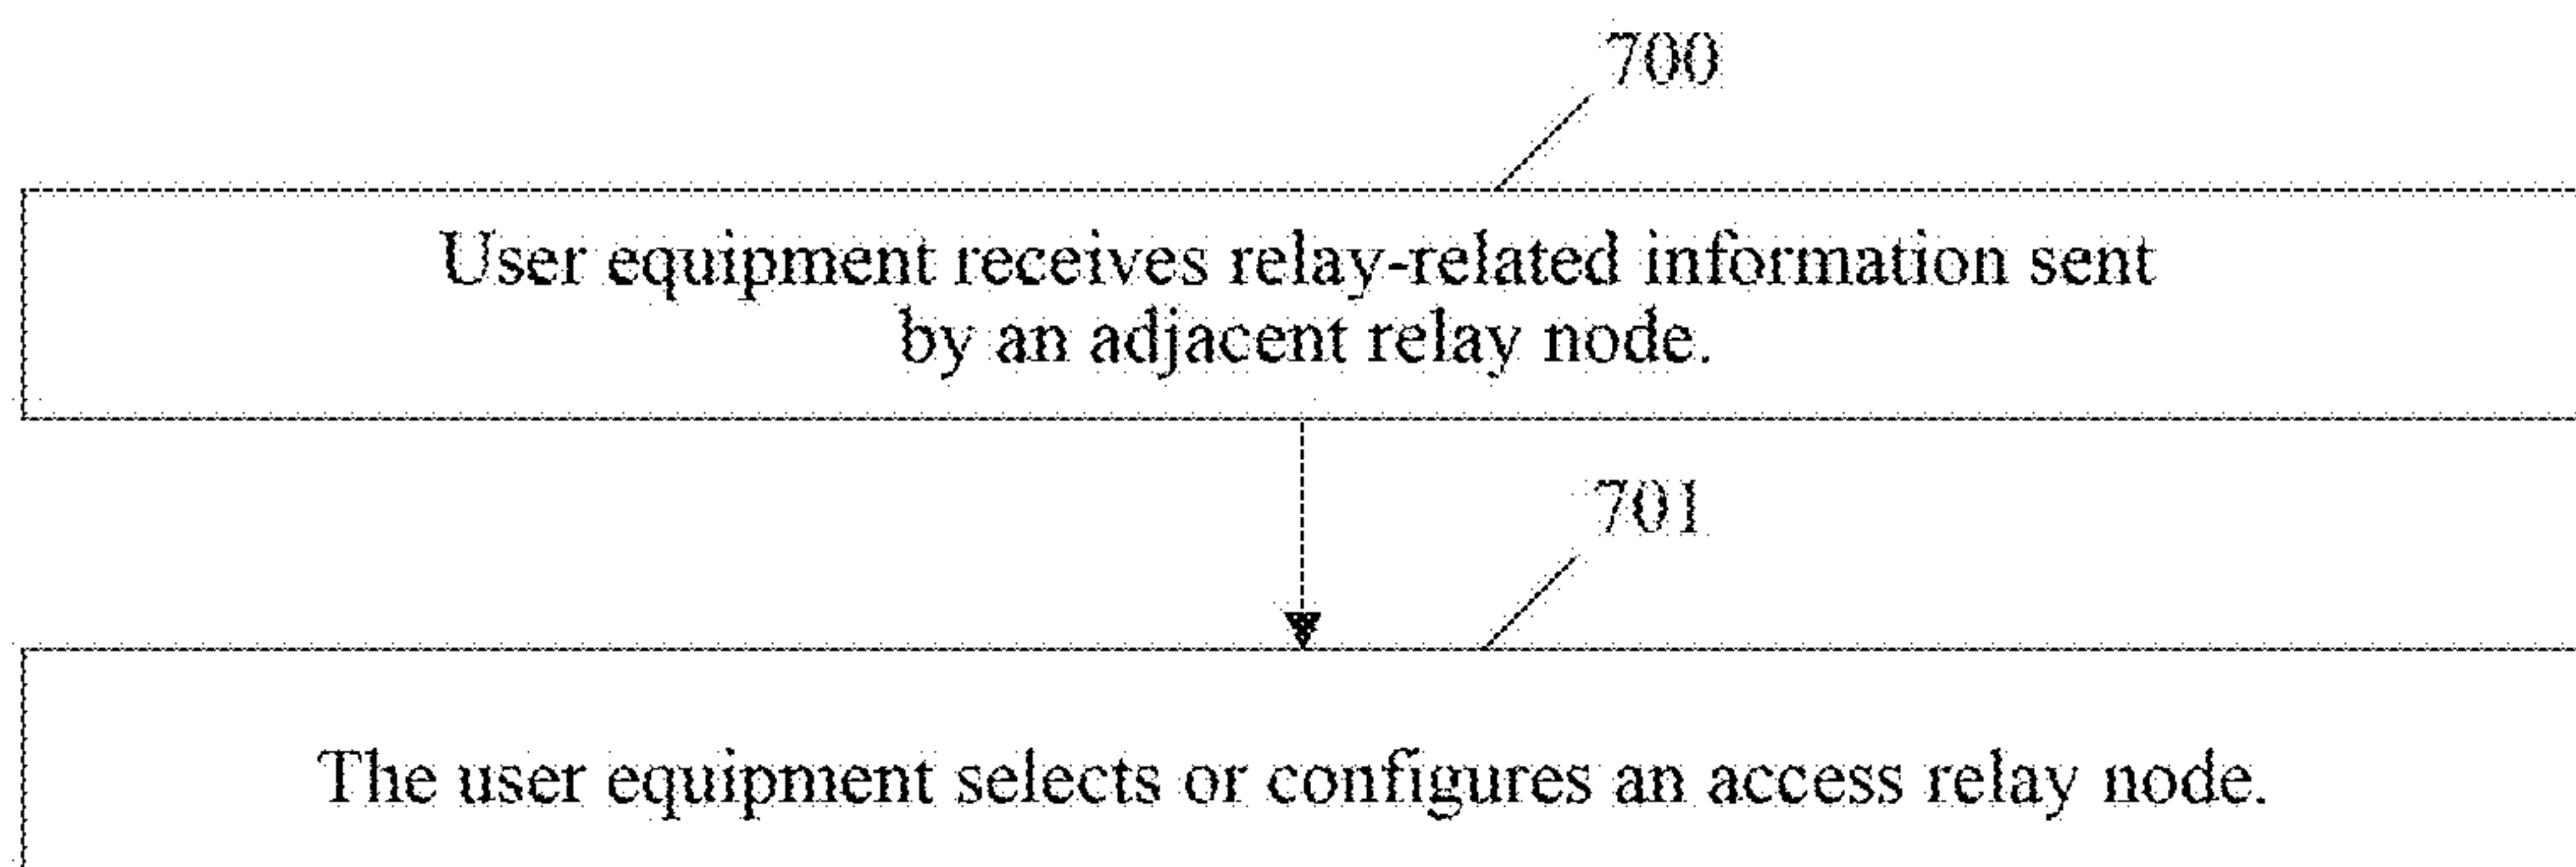 700
User equipment receives relay-related information sent
by an adjacent relay node.
701
The user equipment selects or configures an access relay node.